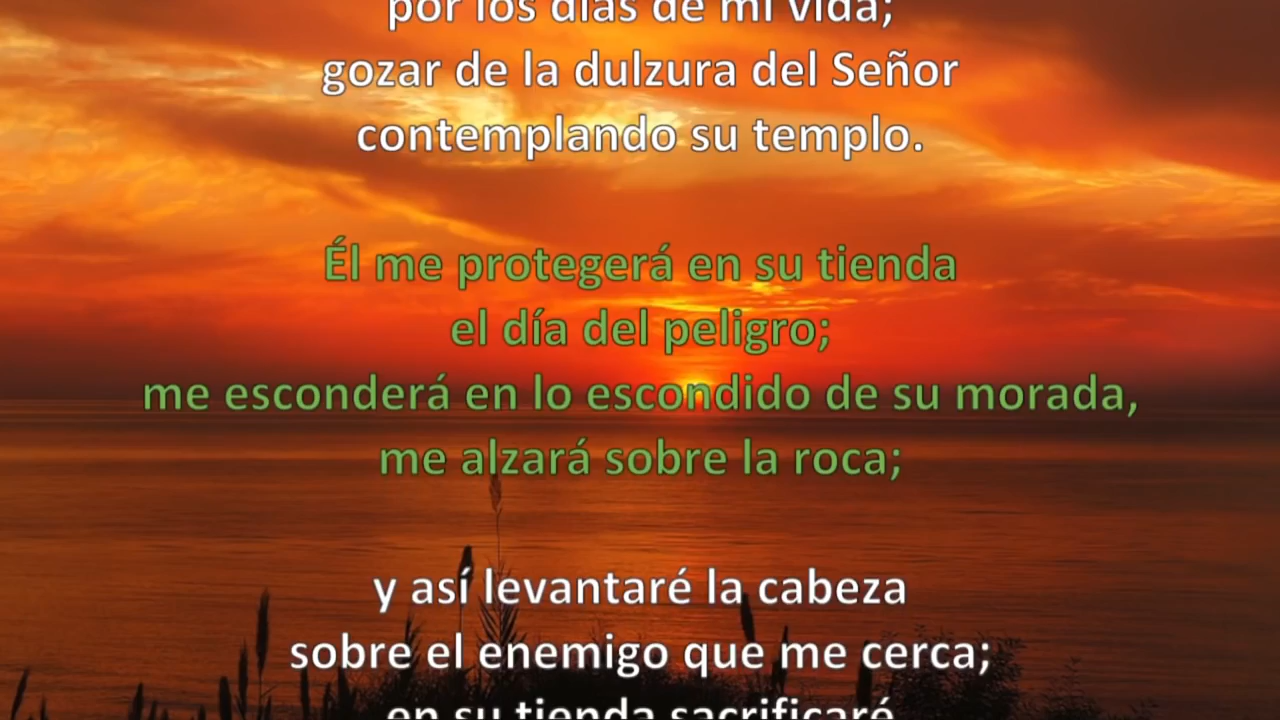 por los días de mi vida;
gozar de la dulzura del Señor
contemplando su templo.
Él me protegerá en su tienda
el día del peligro;
me esconderá en lo escondido de su morada,
me alzará sobre la roca;
y así levantaré la cabeza
sobre el enemigo que me cerca;
en su tienda sacrificaré